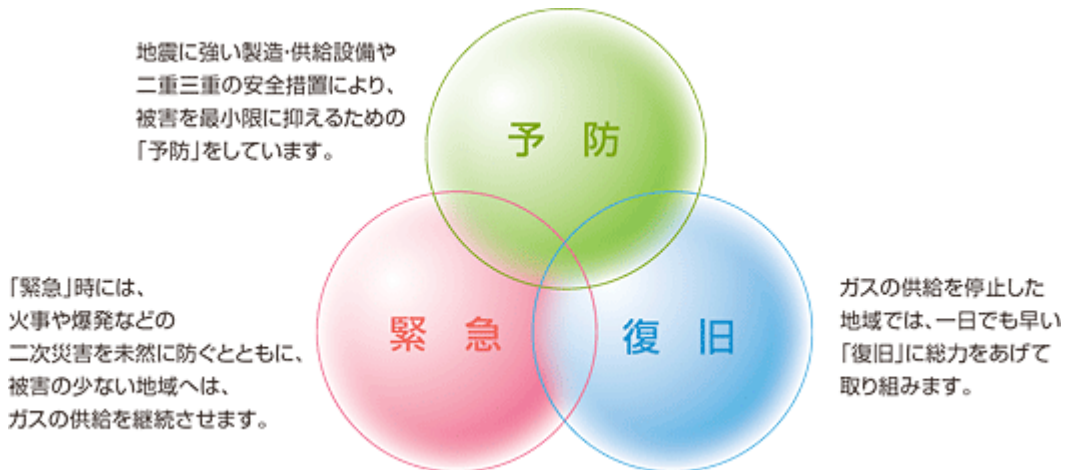 地震に強い製造・供給設備や
二重三重の安全措置により、
被害を最小限に抑えるための
「予防」をしています。
予防
「緊急」時には、
火事や爆発などの
二次災害を未然に防ぐとともに、
被害の少ない地域へは、
ガスの供給を継続させます。
緊急
復旧
ガスの供給を停止した
地域では、一日でも早い
「復旧」に総力をあげて
取り組みます。